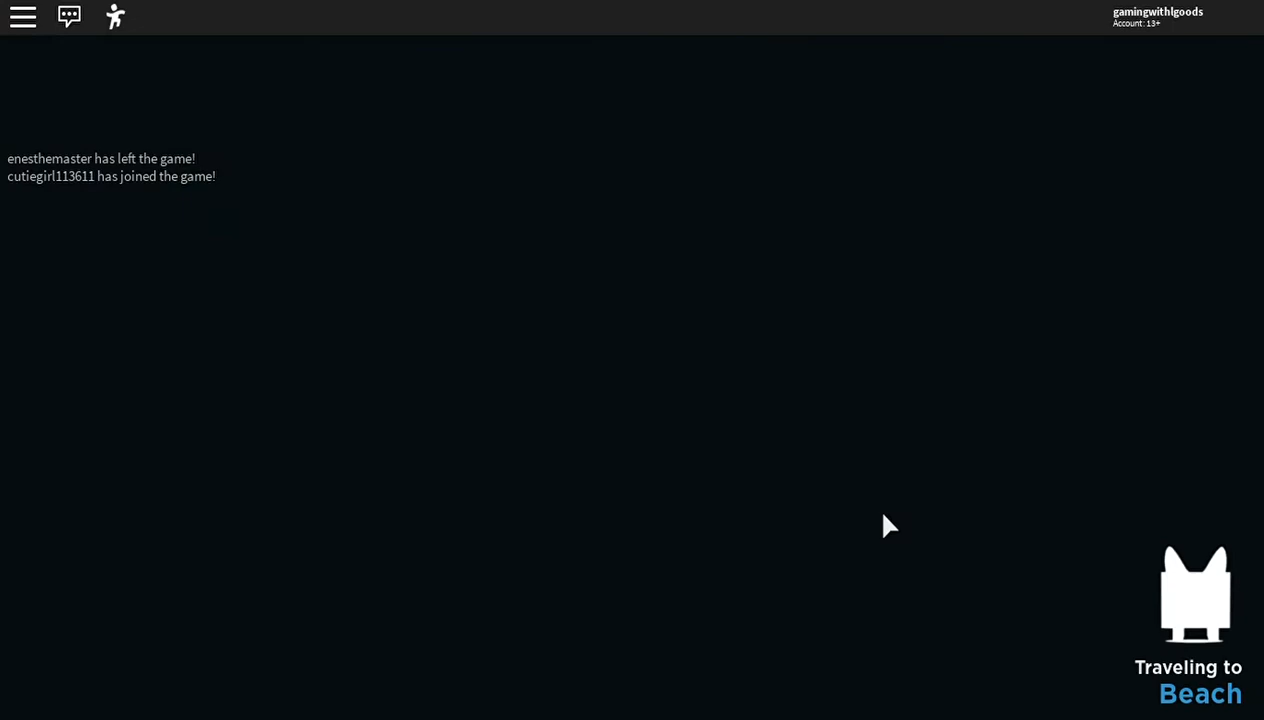 gamingwithlgoods
Account: 13+
enesthemaster has left the game!
cutiegirl113611 has joined the game!
Traveling to
Beach